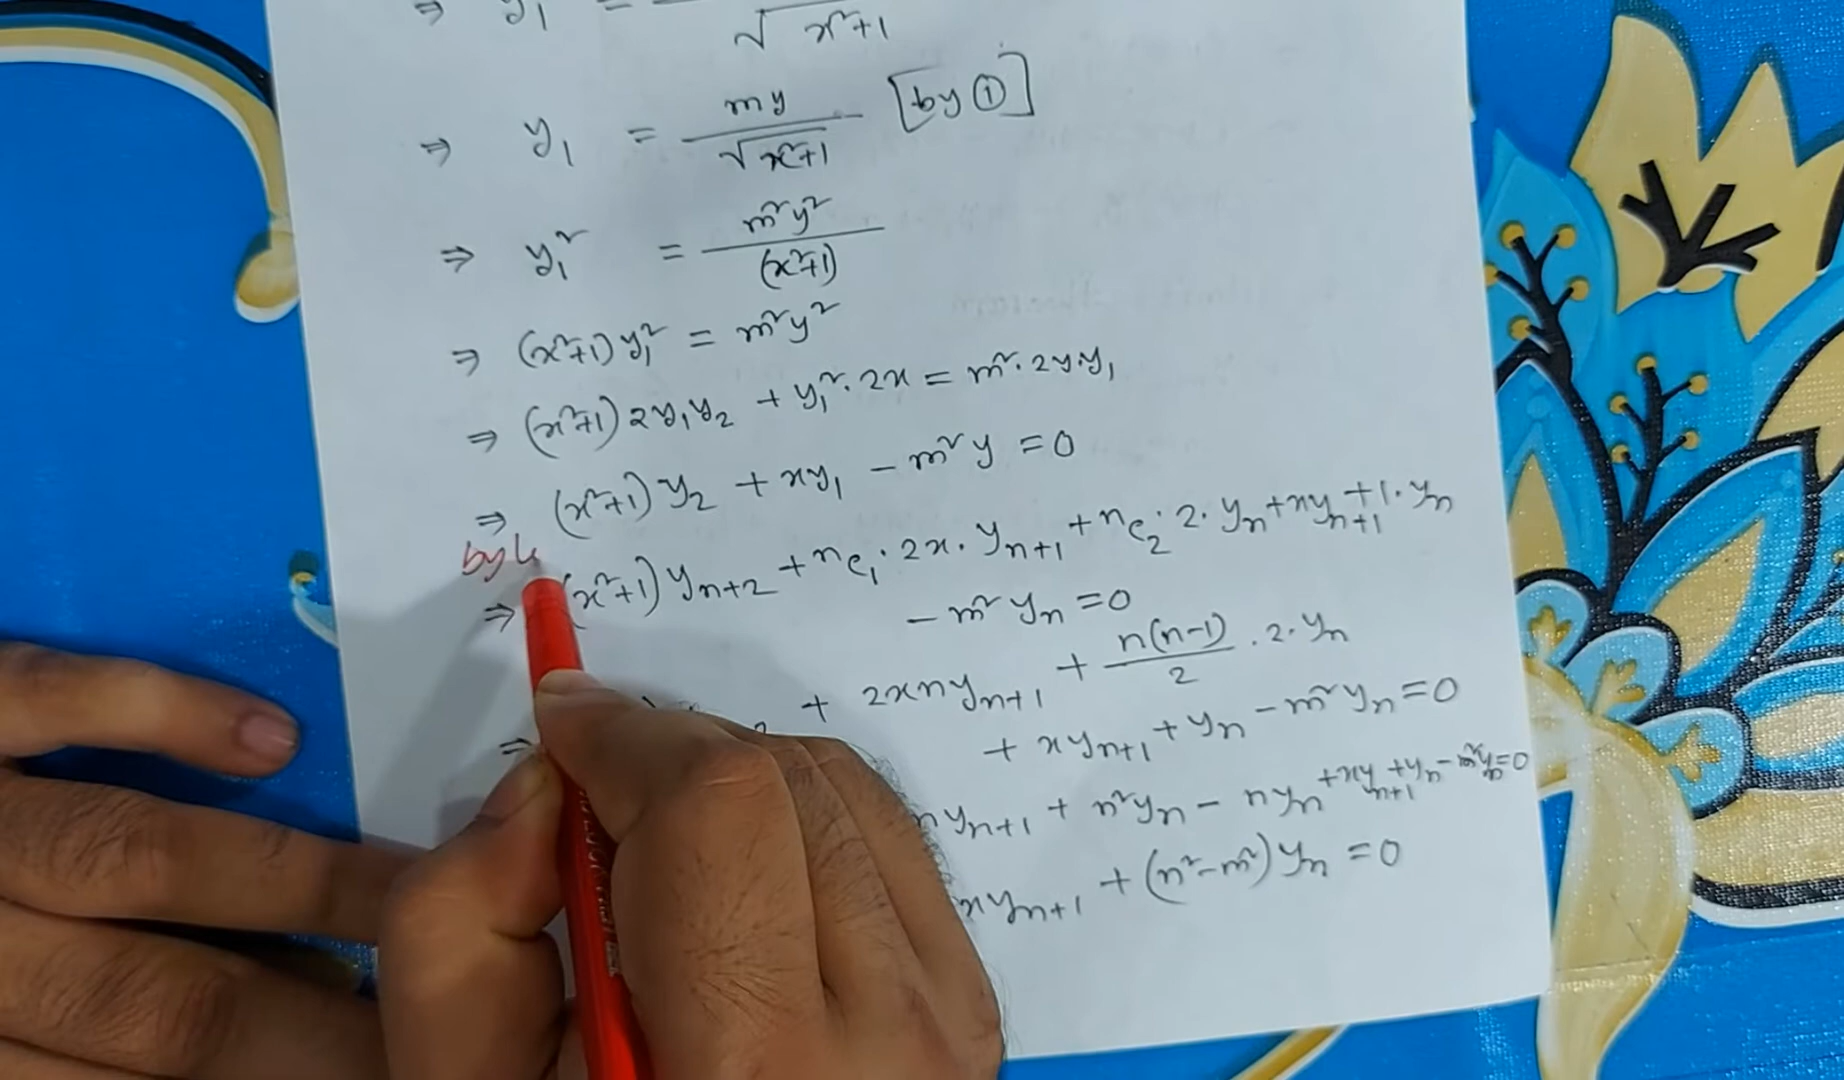 ⇒ y₁ = √x²+1
⇒ y₁ = my/√x²+1 [by ①]
⇒ y₁² = m²y²/(x²+1)
⇒ (x²+1) y₁² = m²y²
⇒ (x²+1) 2y₁y₂ + y₁².2x = m².2y.y₁
⇒ (x²+1) y₂ + xy₁ - m²y = 0
by
⇒ (x²+1) yₙ₊₂ + ⁿc₁.2x.yₙ₊₁ + ⁿc₂.2.yₙ + xyₙ₊₁ + 1.yₙ
- m²yₙ = 0
⇒ + 2xnyₙ₊₁ + n(n-1)/2 .2.yₙ
+ xyₙ₊₁ + yₙ - m²yₙ = 0
nyₙ₊₁ + n²yₙ - nyₙ + xyₙ₊₁ + yₙ - m²yₙ = 0
xyₙ₊₁ + (n²-m²) yₙ = 0